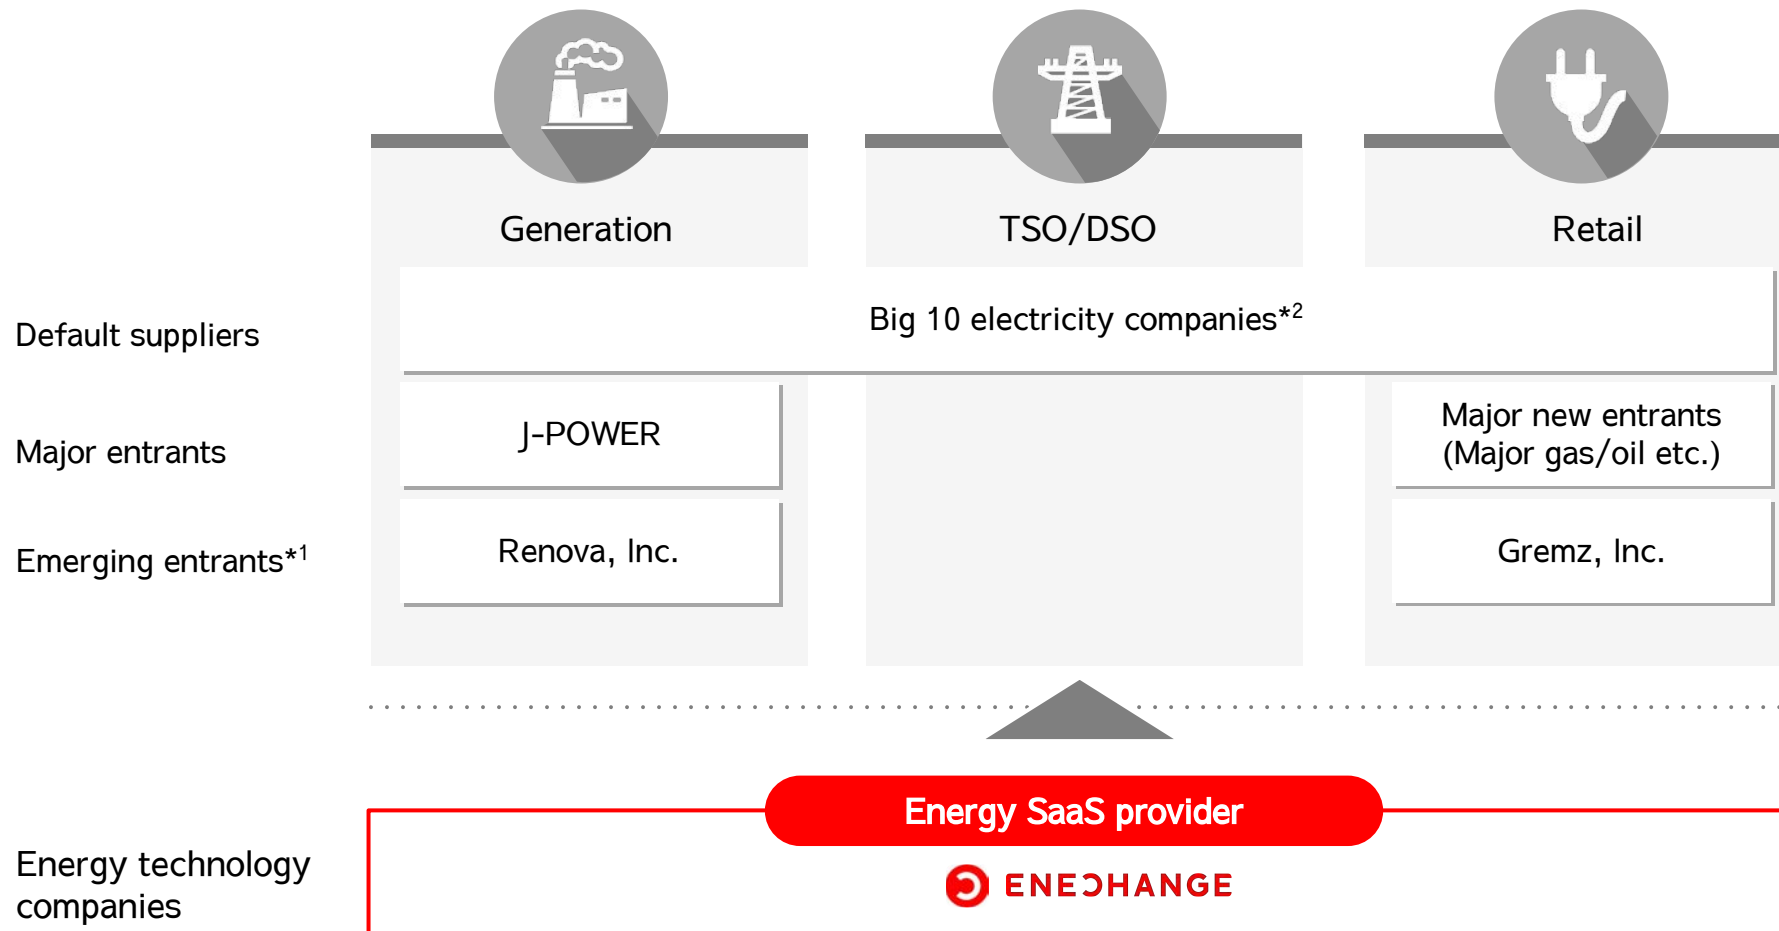 Generation
TSO/DSO
Retail
Default suppliers
Big 10 electricity companies*2
Major entrants
J-POWER
Major new entrants
(Major gas/oil etc.)
Emerging entrants*1
Renova, Inc.
Gremz, Inc.
Energy SaaS provider
Energy technology
companies
ENECHANGE